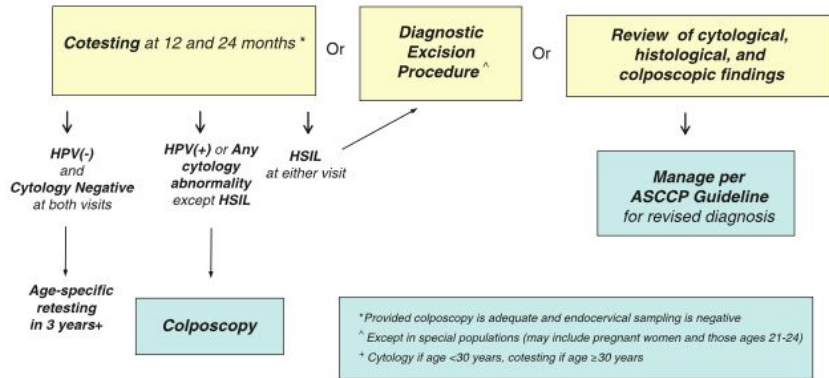 Cotesting at 12 and 24 months *
Or
Diagnostic
Excision
Procedure ^
Or
Review of cytological,
histological, and
colposcopic findings
HPV(-)
and
Cytology Negative
at both visits
HPV(+) or Any
cytology
abnormality
except HSIL
HSIL
at either visit
Manage per
ASCCP Guideline
for revised diagnosis
Age-specific
retesting
in 3 years+
Colposcopy
*Provided colposcopy is adequate and endocervical sampling is negative
^ Except in special populations (may include pregnant women and those ages 21-24)
+ Cytology if age <30 years, cotesting if age ≥30 years